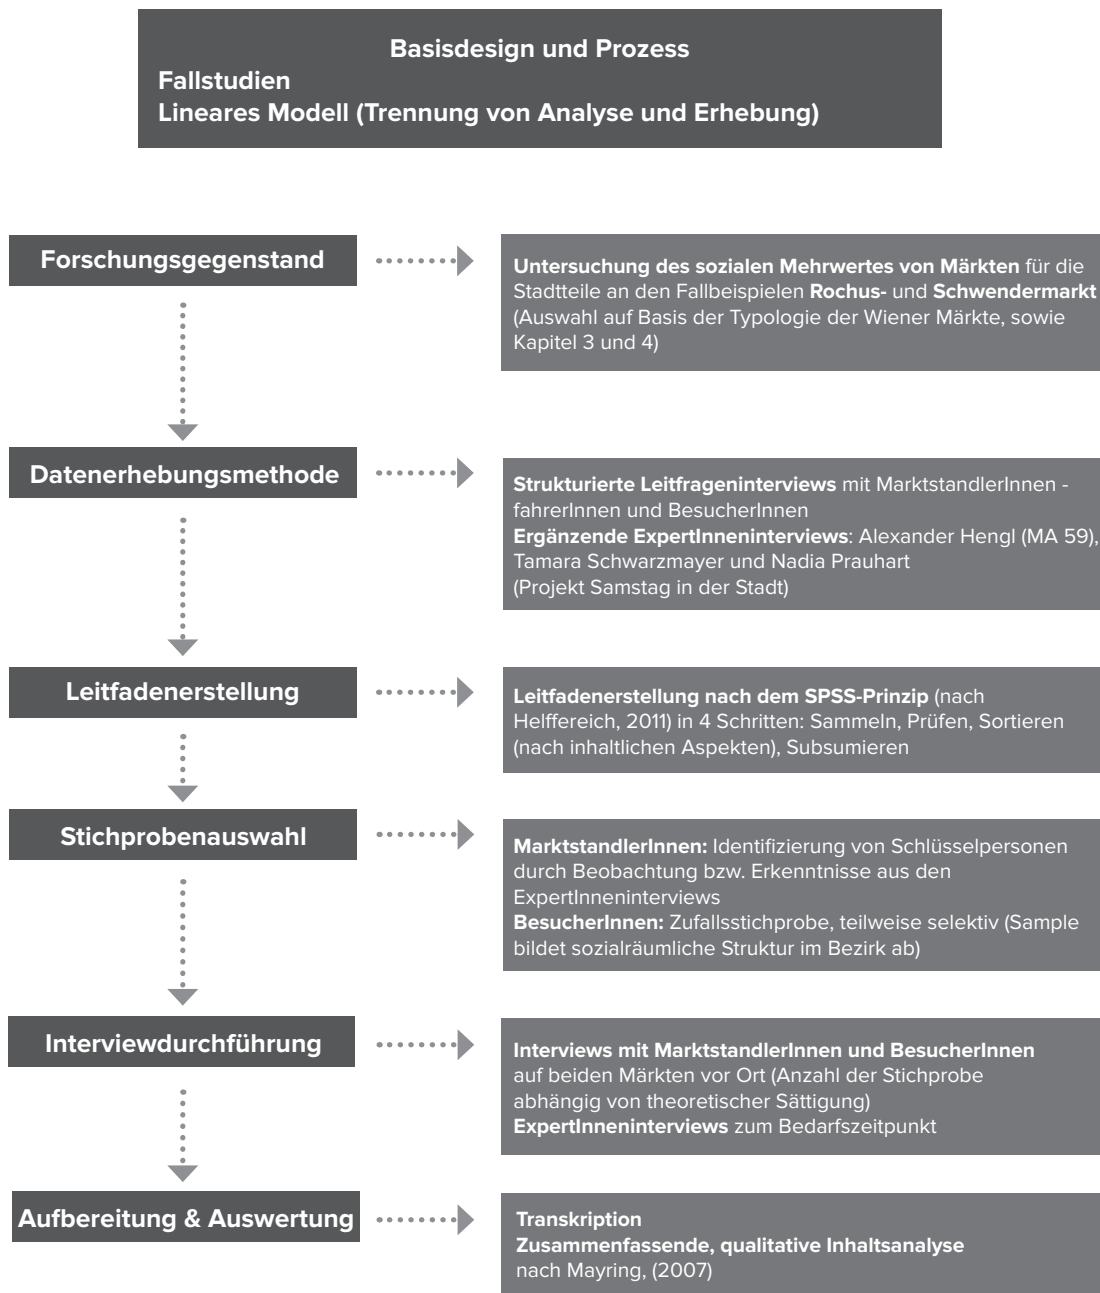 Basisdesign und Prozess
Fallstudien
Lineares Modell (Trennung von Analyse und Erhebung)
Forschungsgegenstand
Untersuchung des sozialen Mehrwertes von Märkten für die
Stadtteile an den Fallbeispielen Rochus- und Schwendermarkt
(Auswahl auf Basis der Typologie der Wiener Märkte, sowie
Kapitel 3 und 4)
Datenerhebungsmethode
Strukturierte Leitfrageninterviews mit MarktstandlerInnen -
fahrerInnen und BesucherInnen
Ergänzende ExpertInneninterviews: Alexander Hengl (MA 59),
Tamara Schwarzmayer und Nadia Prauhart
(Projekt Samstag in der Stadt)
Leitfadenerstellung
Leitfadenerstellung nach dem SPSS-Prinzip (nach
Helffereich, 2011) in 4 Schritten: Sammeln, Prüfen, Sortieren
(nach inhaltlichen Aspekten), Subsumieren
Stichprobenauswahl
MarktstandlerInnen: Identifizierung von Schlüsselpersonen
durch Beobachtung bzw. Erkenntnisse aus den
ExpertInneninterviews
BesucherInnen: Zufallsstichprobe, teilweise selektiv (Sample
bildet sozialräumliche Struktur im Bezirk ab)
Interviewdurchführung
Interviews mit MarktstandlerInnen und BesucherInnen
auf beiden Märkten vor Ort (Anzahl der Stichprobe
abhängig von theoretischer Sättigung)
ExpertInneninterviews zum Bedarfszeitpunkt
Aufbereitung & Auswertung
Transkription
Zusammenfassende, qualitative Inhaltsanalyse
nach Mayring, (2007)